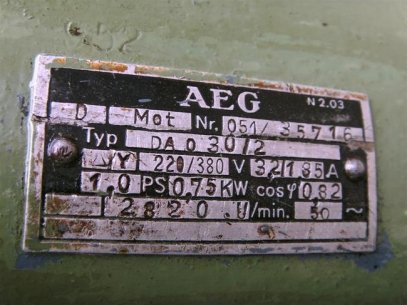 AEG N 2.03
D Mot Nr. 051/ 35716
Typ DA 0 30/2
YY 220/380 V 3,2/1,85 A
1,0 PS 0,75 KW cos φ 0,82
2820 U/min. 50 ~